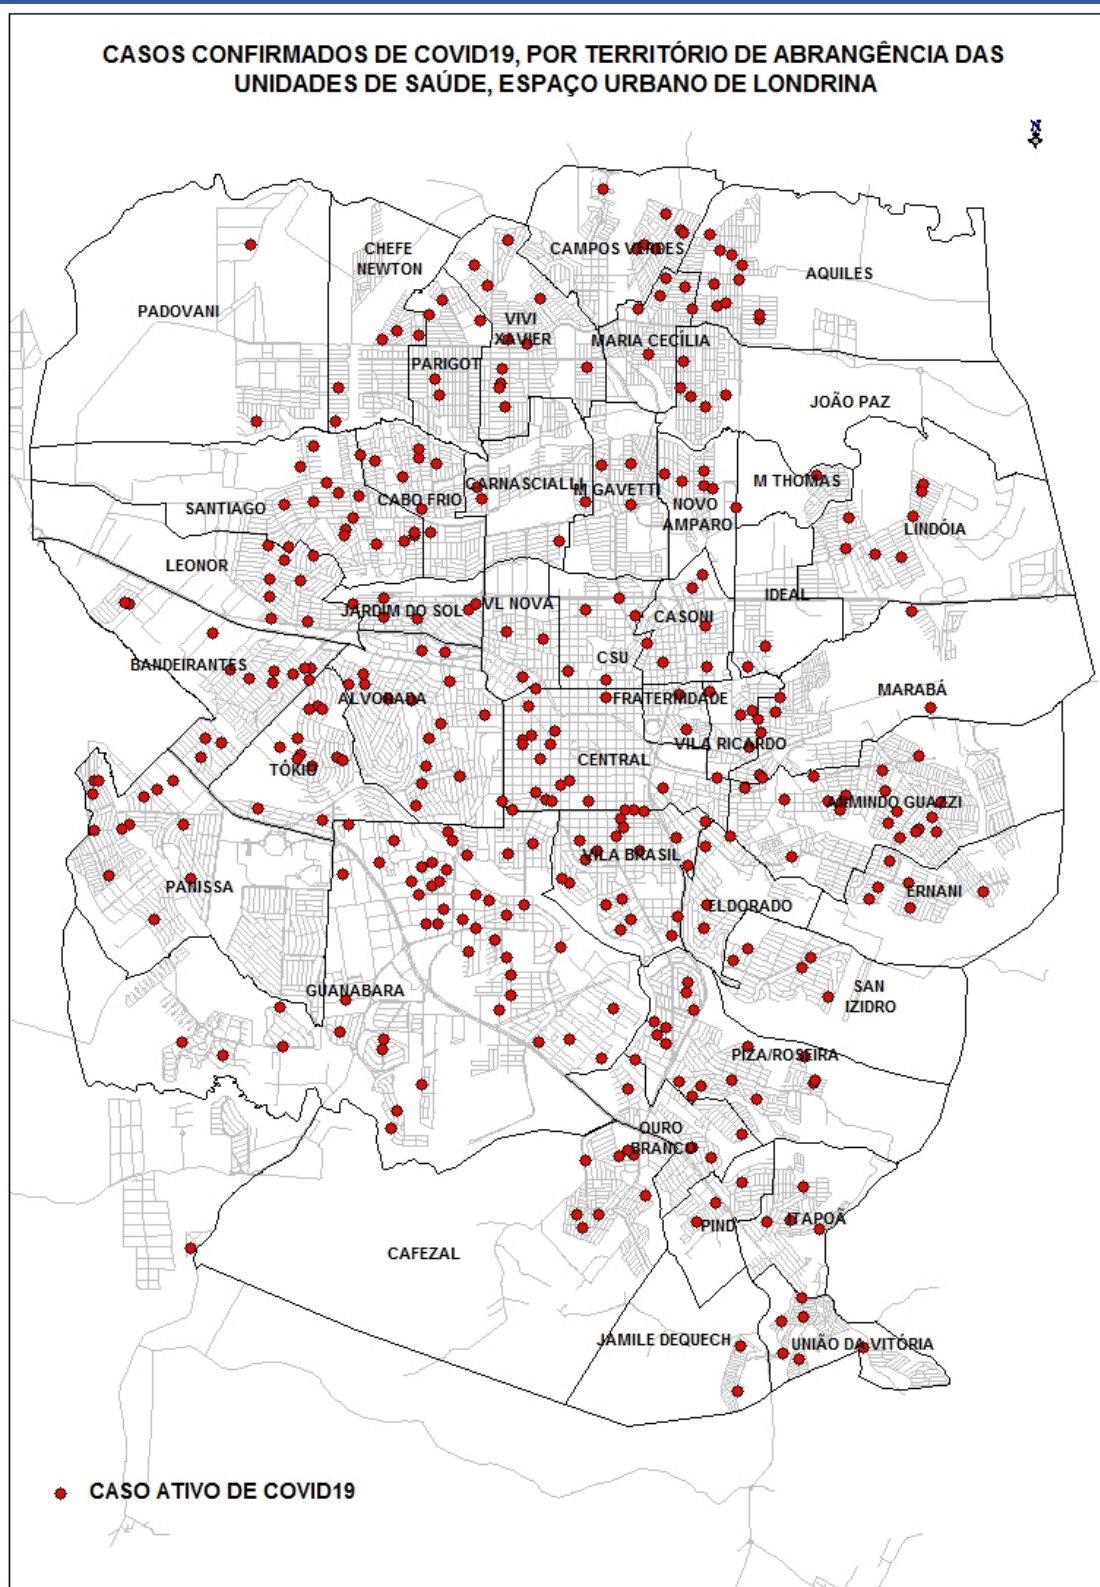 CASOS CONFIRMADOS DE COVID19, POR TERRITÓRIO DE ABRANGÊNCIA DAS
UNIDADES DE SAÚDE, ESPAÇO URBANO DE LONDRINA
N
CHEFE
NEWTON
CAMPOS VERDES
AQUILES
PADOVANI
VIVI
XAVIER
MARIA CECÍLIA
PARIGOT
JOÃO PAZ
CARNASCIALLI
M GAVETTI
M THOMAS
CABO FRIO
SANTIAGO
NOVO
AMPARO
LINDÓIA
LEONOR
IDEAL
JARDIM DO SOL
VL NOVA
CASONI
CSU
BANDEIRANTES
ALVORADA
FRATERNIDADE
MARABÁ
VILA RICARDO
CENTRAL
TÓKIO
ARMINDO GUAZZI
VILA BRASIL
PANISSA
ERNANI
ELDORADO
GUANABARA
SAN
IZIDRO
PIZA/ROSEIRA
OURO
BRANCO
PIND
ITAPOÃ
CAFEZAL
JAMILE DEQUECH
UNIÃO DA VITÓRIA
CASO ATIVO DE COVID19